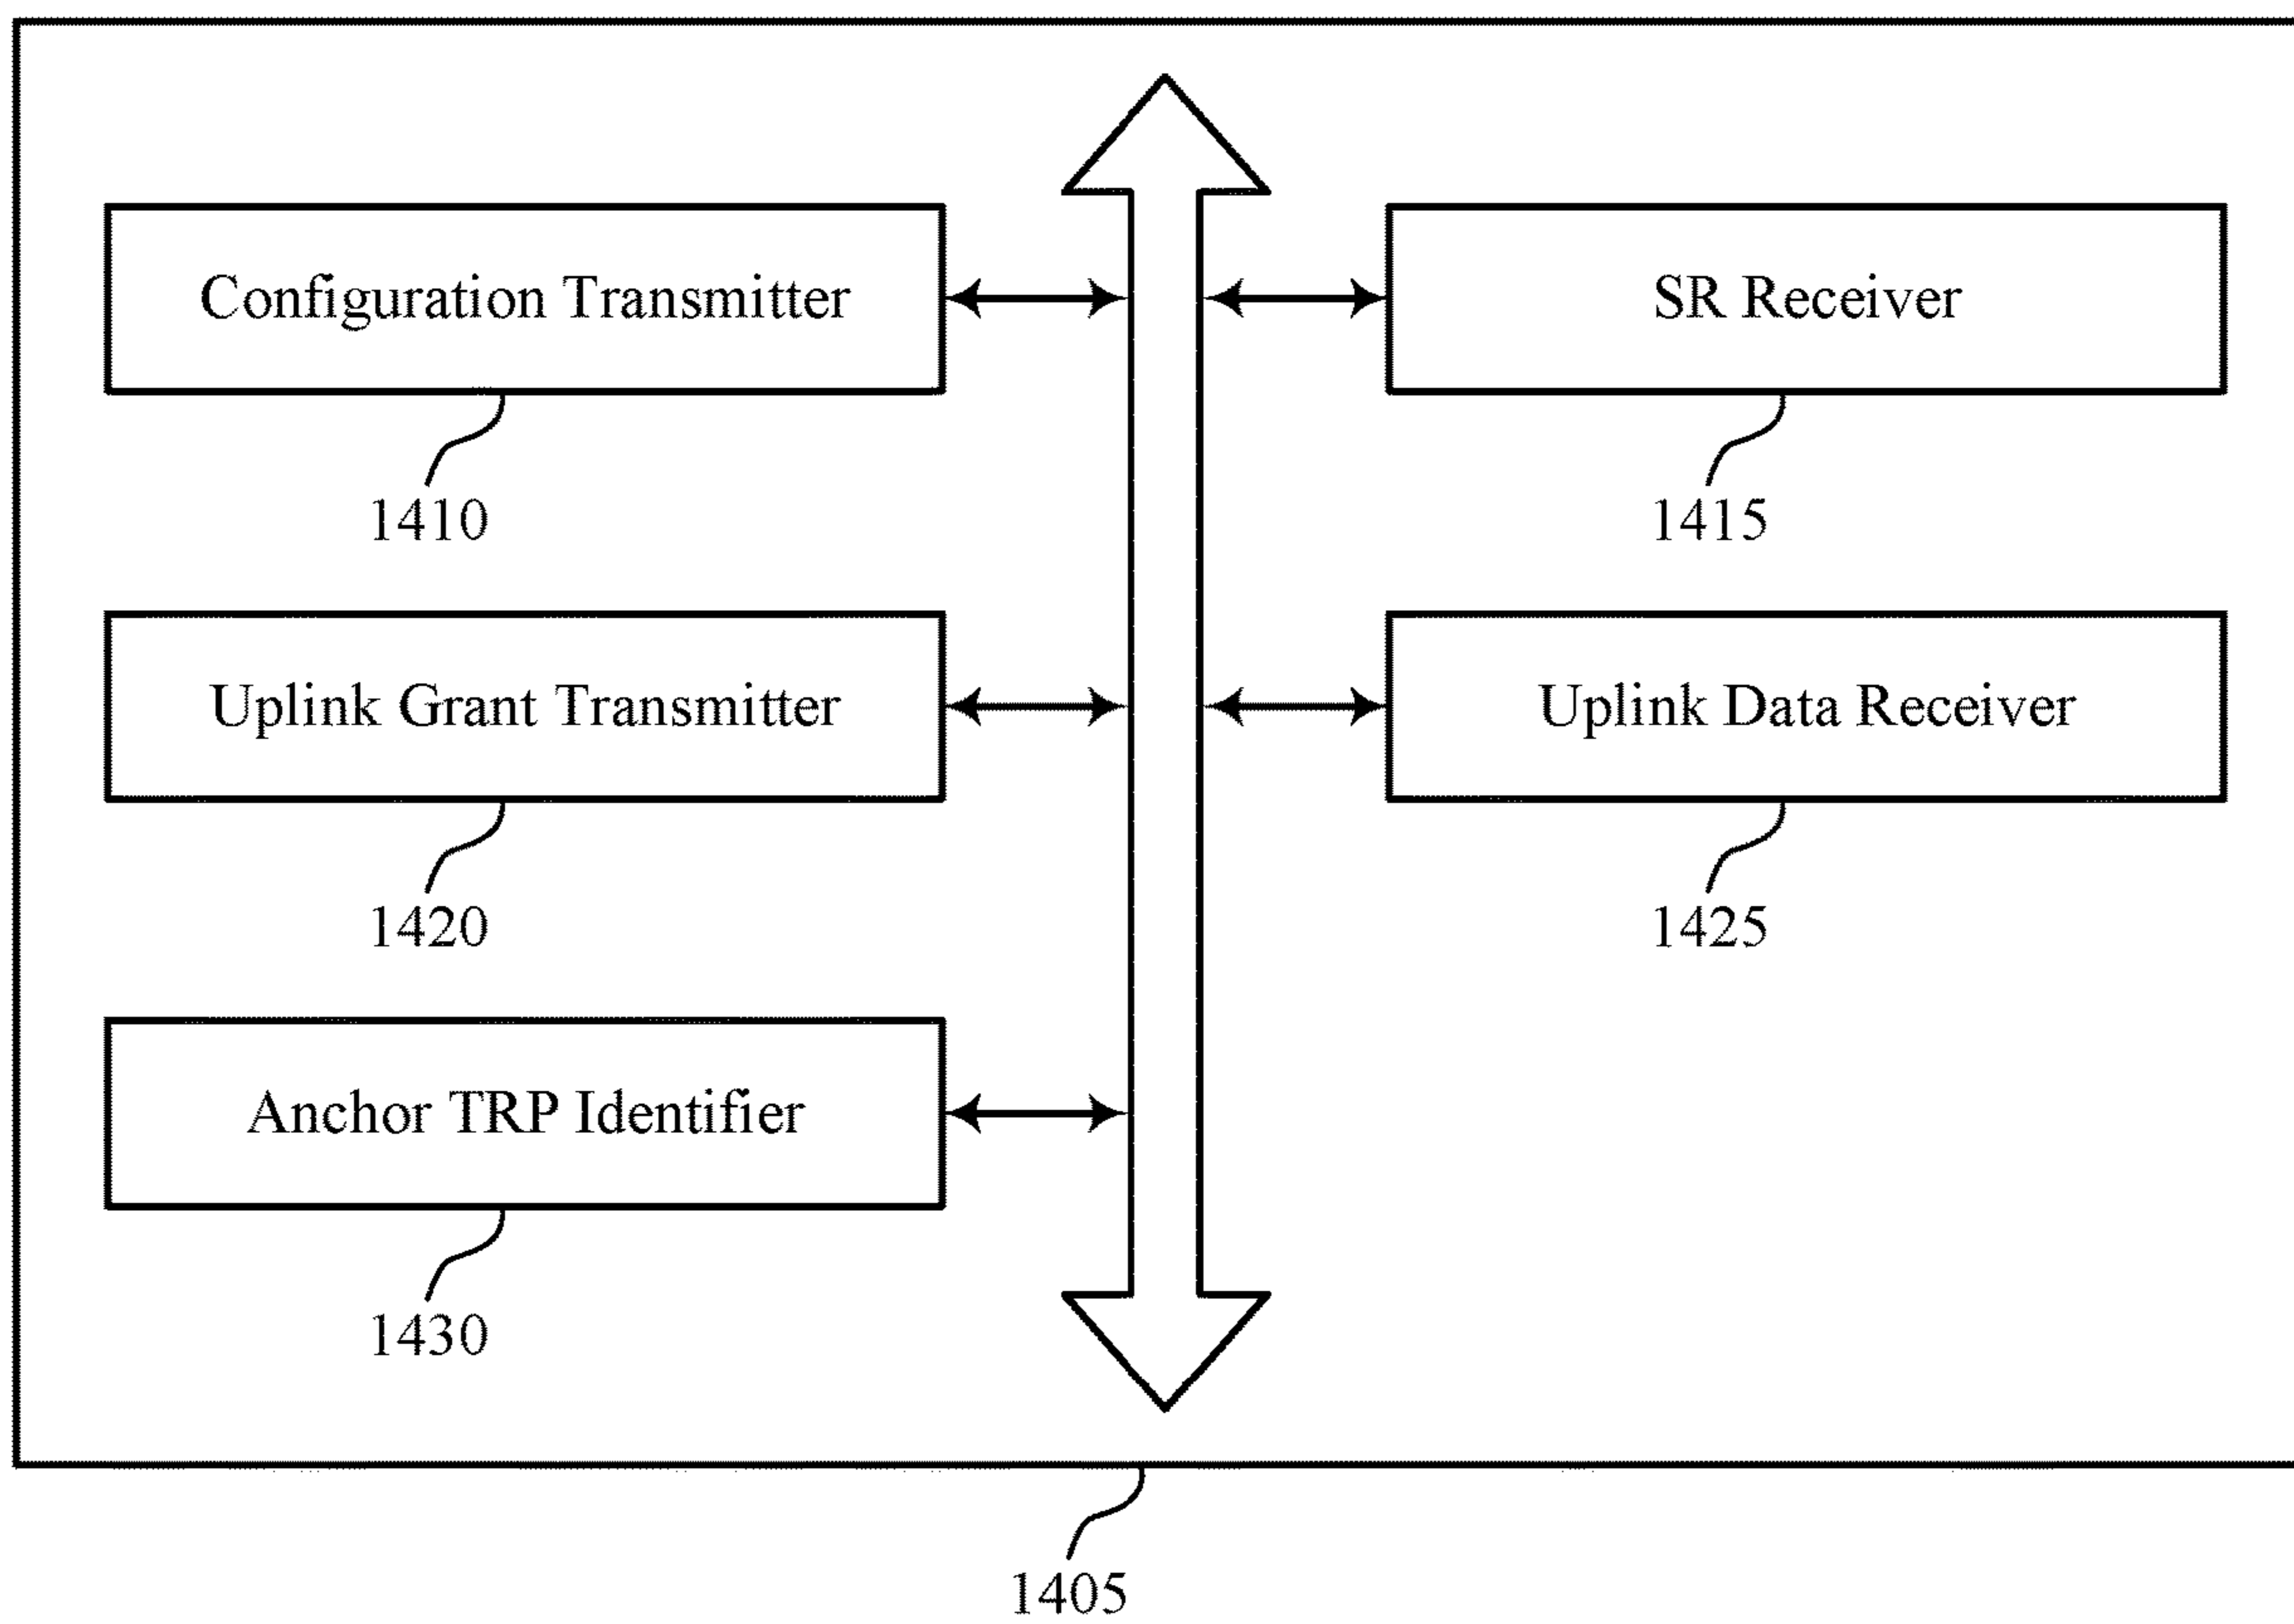 Configuration Transmitter
SR Receiver
1410
1415
Uplink Grant Transmitter
Uplink Data Receiver
1420
1425
Anchor TRP Identifier
1430
1405